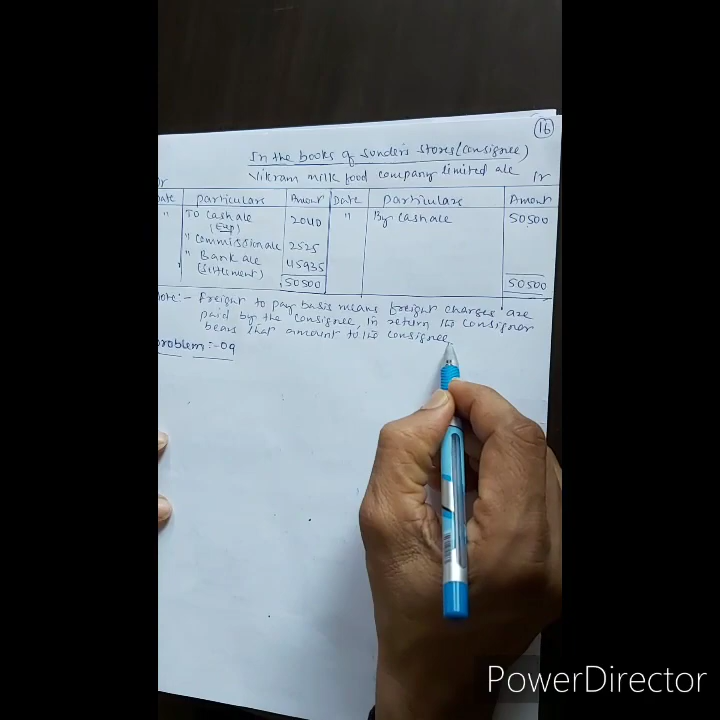 16
In the books of Sunder's Stores (Consignee)
Vikram milk food company limited a/c
Dr Cr
Date Particulars Amount Date Particulars Amount
" To Cash a/c 2040 " By Cash a/c 50,500
(Exp)
" Commission a/c 2525
" Bank a/c 45935
(Settlement)
50500 50500
Note:- Freight to pay basis means freight charges are
paid by the consignee, in return the consignor
bears that amount to the consignee.
Problem :- 09
PowerDirector